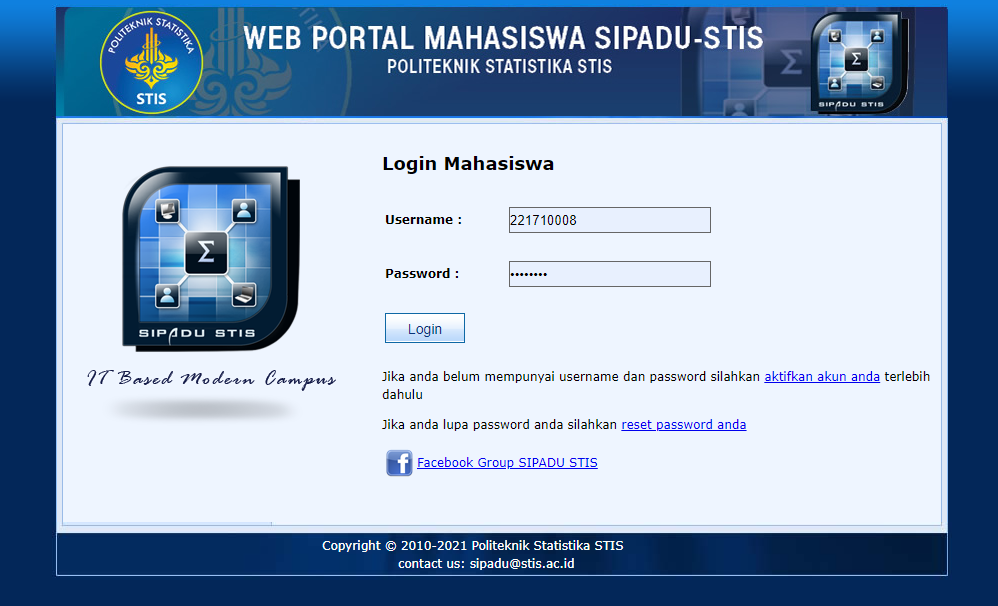 POLITEKNIK STATISTIKA
STIS
WEB PORTAL MAHASISWA SIPADU-STIS
POLITEKNIK STATISTIKA STIS
Σ
Σ
SIPADU STIS
Σ
SIPADU STIS
IT Based Modern Campus
Login Mahasiswa
Username :
221710008
Password :
••••••••
Login
Jika anda belum mempunyai username dan password silahkan aktifkan akun anda terlebih
dahulu
Jika anda lupa password anda silahkan reset password anda
f
Facebook Group SIPADU STIS
Copyright © 2010-2021 Politeknik Statistika STIS
contact us: sipadu@stis.ac.id